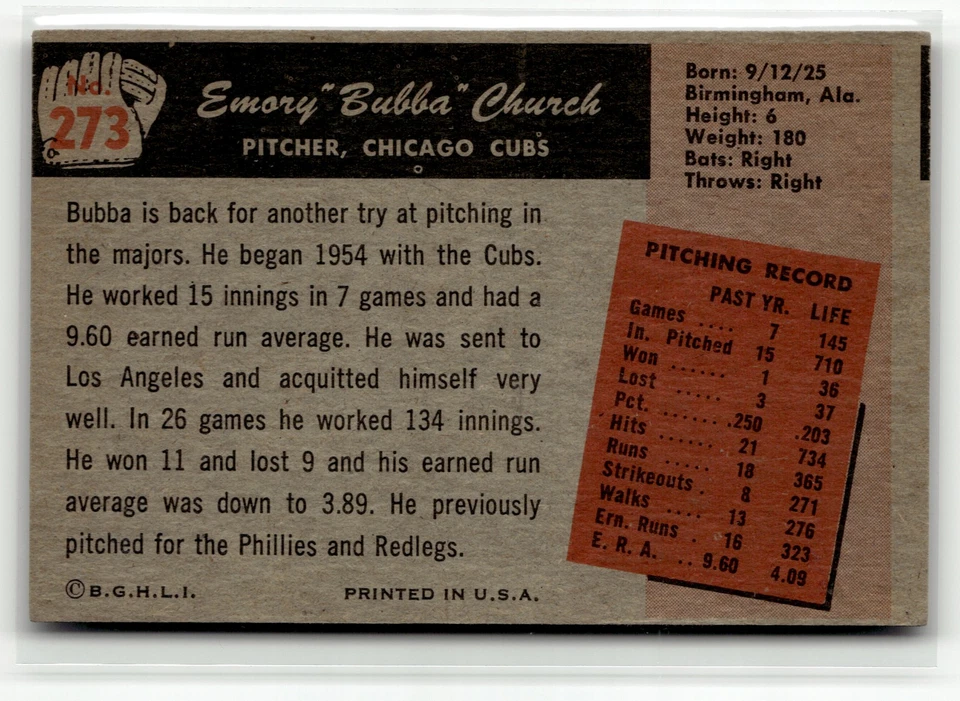 No.
273
Emory "Bubba" Church
PITCHER, CHICAGO CUBS
Born: 9/12/25
Birmingham, Ala.
Height: 6
Weight: 180
Bats: Right
Throws: Right
Bubba is back for another try at pitching in
the majors. He began 1954 with the Cubs.
He worked 15 innings in 7 games and had a
9.60 earned run average. He was sent to
Los Angeles and acquitted himself very
well. In 26 games he worked 134 innings.
He won 11 and lost 9 and his earned run
average was down to 3.89. He previously
pitched for the Phillies and Redlegs.
PITCHING RECORD
PAST YR. LIFE
Games .... 7 145
In. Pitched 15 710
Won ...... 1 36
Lost ..... 3 37
Pct. ...... .250 .203
Hits ...... 21 734
Runs ..... 18 365
Strikeouts . 8 271
Walks .... 13 276
Ern. Runs . 16 323
E. R. A. .. 9.60 4.09
©B.G.H.L.I.
PRINTED IN U.S.A.